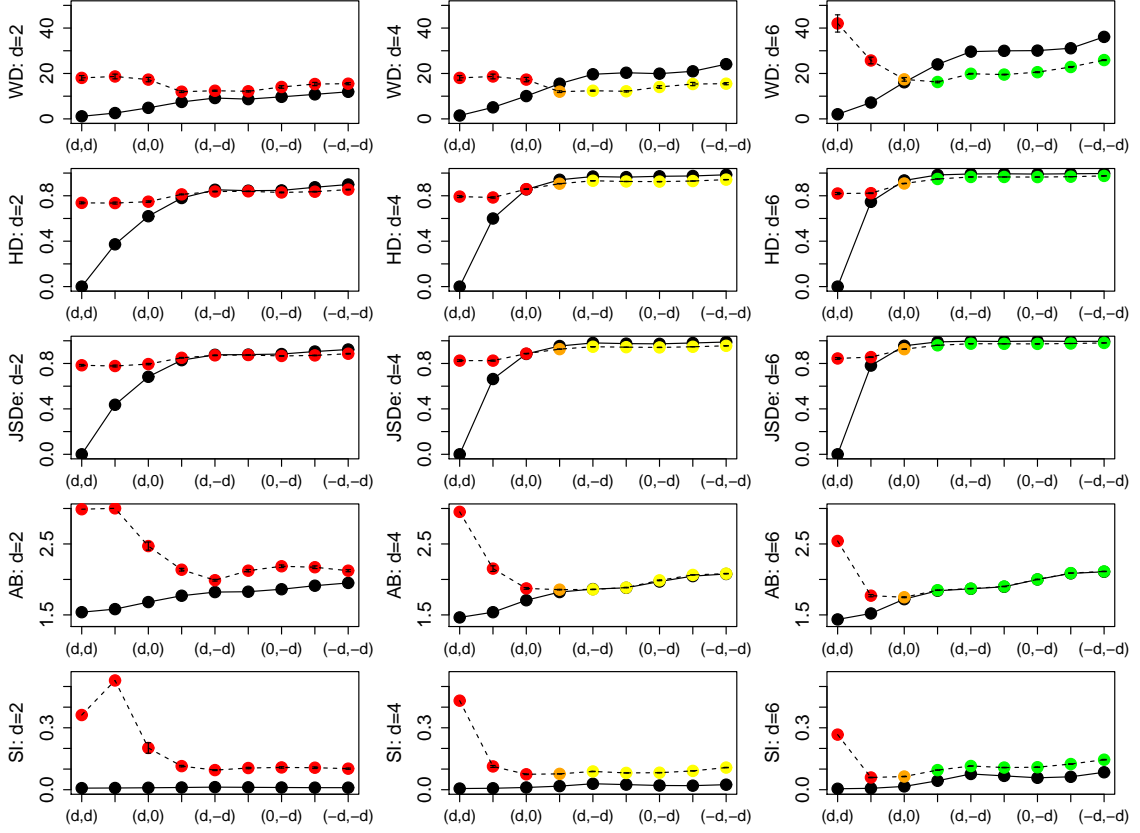 WD: d=2
0 20 40
(d,d) (d,0) (d,−d) (0,−d) (−d,−d)
WD: d=4
0 20 40
(d,d) (d,0) (d,−d) (0,−d) (−d,−d)
WD: d=6
0 20 40
(d,d) (d,0) (d,−d) (0,−d) (−d,−d)
HD: d=2
0.0 0.4 0.8
(d,d) (d,0) (d,−d) (0,−d) (−d,−d)
HD: d=4
0.0 0.4 0.8
(d,d) (d,0) (d,−d) (0,−d) (−d,−d)
HD: d=6
0.0 0.4 0.8
(d,d) (d,0) (d,−d) (0,−d) (−d,−d)
JSDe: d=2
0.0 0.4 0.8
(d,d) (d,0) (d,−d) (0,−d) (−d,−d)
JSDe: d=4
0.0 0.4 0.8
(d,d) (d,0) (d,−d) (0,−d) (−d,−d)
JSDe: d=6
0.0 0.4 0.8
(d,d) (d,0) (d,−d) (0,−d) (−d,−d)
AB: d=2
1.5 2.5
(d,d) (d,0) (d,−d) (0,−d) (−d,−d)
AB: d=4
1.5 2.5
(d,d) (d,0) (d,−d) (0,−d) (−d,−d)
AB: d=6
1.5 2.5
(d,d) (d,0) (d,−d) (0,−d) (−d,−d)
SI: d=2
0.0 0.3
(d,d) (d,0) (d,−d) (0,−d) (−d,−d)
SI: d=4
0.0 0.3
(d,d) (d,0) (d,−d) (0,−d) (−d,−d)
SI: d=6
0.0 0.3
(d,d) (d,0) (d,−d) (0,−d) (−d,−d)